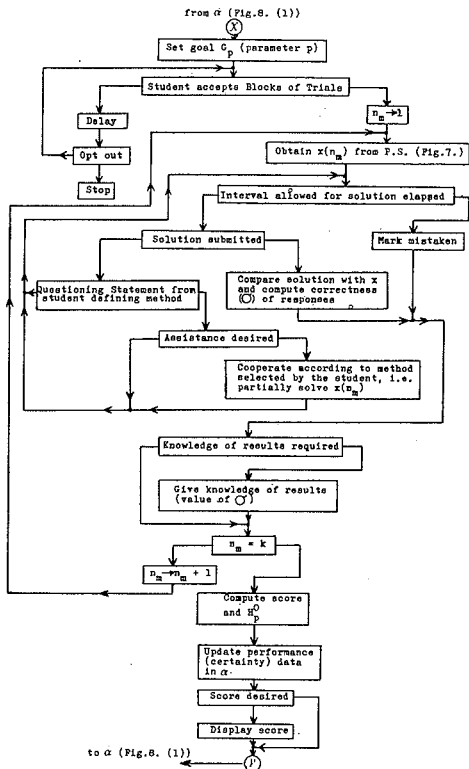 from α (Fig.8. (1))
X
Set goal G_p (parameter p)
Student accepts Blocks of Trials
Delay
n_m → 1
Opt out
Obtain x(n_m) from P.S. (Fig.7.)
Stop
Interval allowed for solution elapsed
Solution submitted
Mark mistaken
Questioning Statement from
student defining method
Compare solution with x
and compute correctness
(O) of responses
Assistance desired
Cooperate according to method
selected by the student, i.e.
partially solve x(n_m)
Knowledge of results required
Give knowledge of results
(value of O)
n_m = k
n_m → n_m + 1
Compute score
and H_p^0
Update performance
(certainty) data
in α
Score desired
Display score
to α (Fig.8. (1))